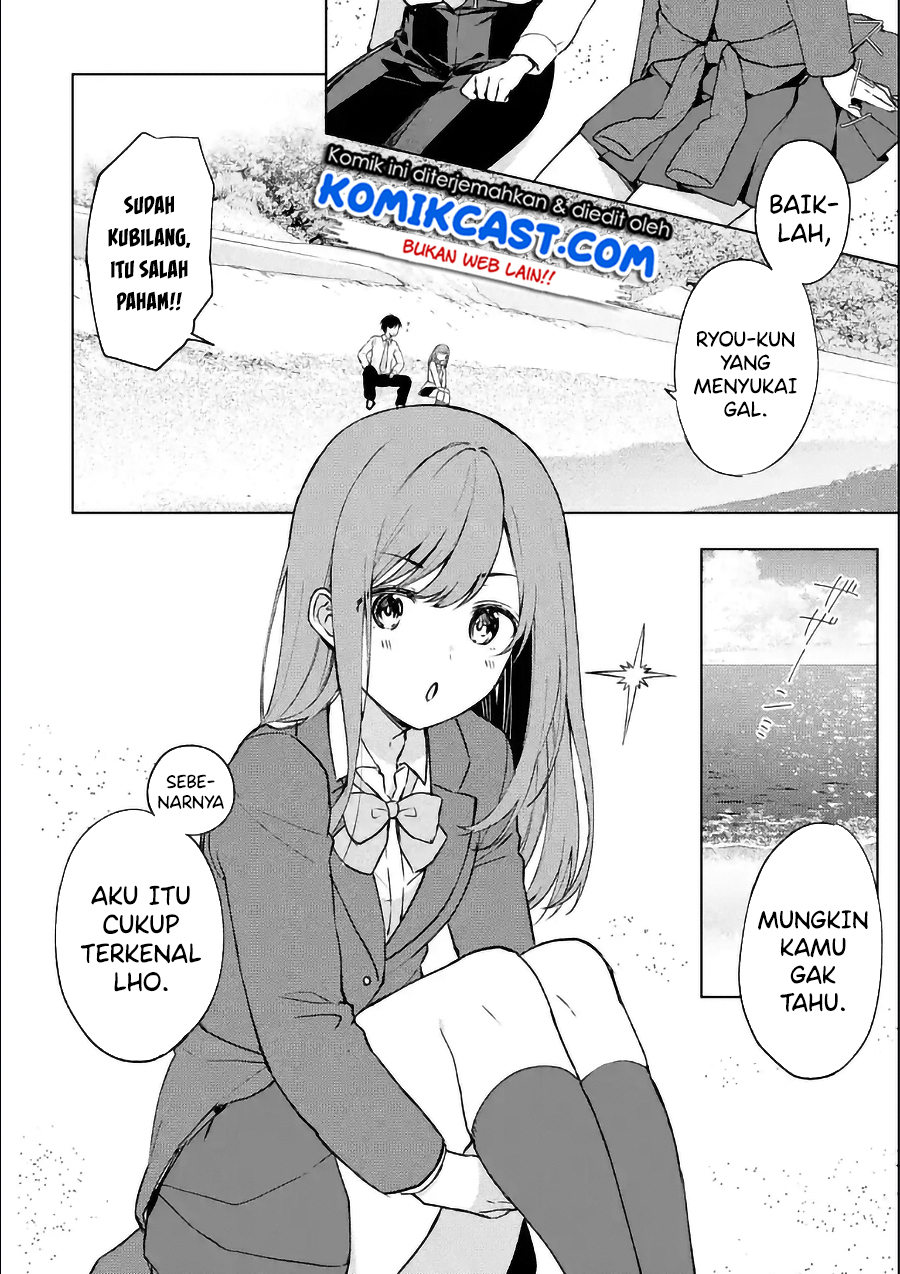 Komik ini diterjemahkan & diedit oleh
KOMIKCAST.COM
BUKAN WEB LAIN!!
BAIK-
LAH,
RYOU-KUN
YANG
MENYUKAI
GAL.
SUDAH
KUBILANG,
ITU SALAH
PAHAM!!
MUNGKIN
KAMU
GAK
TAHU.
SEBE-
NARNYA
AKU ITU
CUKUP
TERKENAL
LHO.